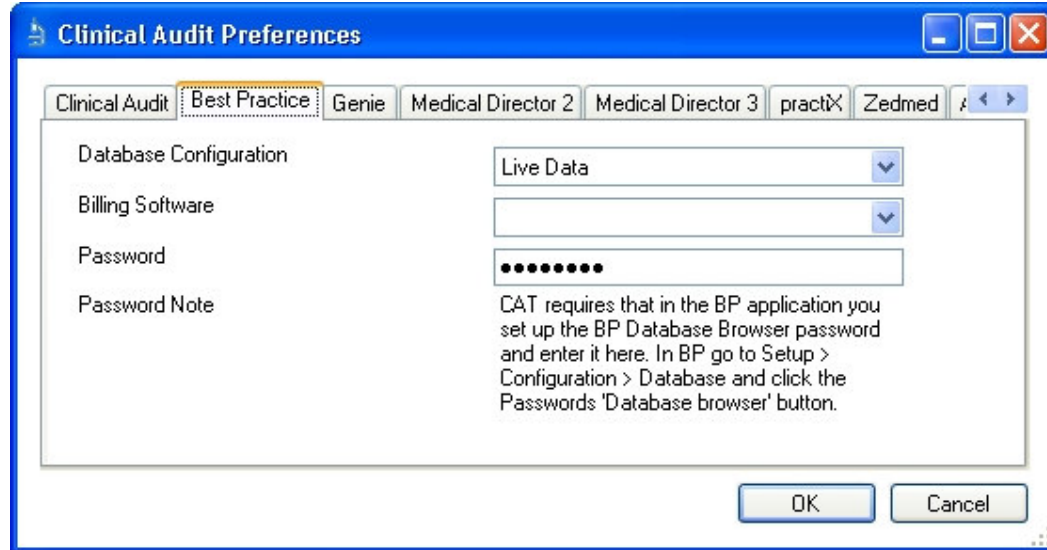 Clinical Audit Preferences
Clinical Audit Best Practice Genie Medical Director 2 Medical Director 3 practiX Zedmed
Database Configuration Live Data
Billing Software
Password ••••••••
Password Note CAT requires that in the BP application you
set up the BP Database Browser password
and enter it here. In BP go to Setup >
Configuration > Database and click the
Passwords 'Database browser' button.
OK Cancel